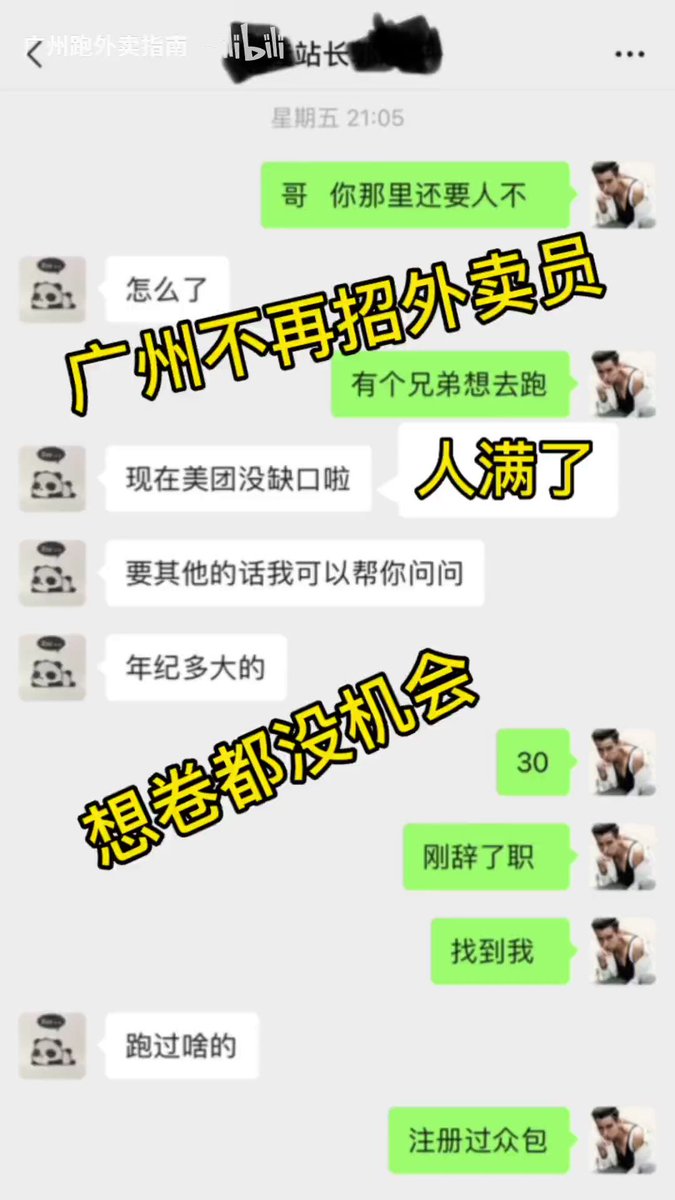 广州跑外卖指南 bilibili
站长
星期五 21:05
哥 你那里还要人不
怎么了
广州不再招外卖员
有个兄弟想去跑
现在美团没缺口啦
人满了
要其他的话我可以帮你问问
年纪多大的
想卷都没机会
30
刚辞了职
找到我
跑过啥的
注册过众包